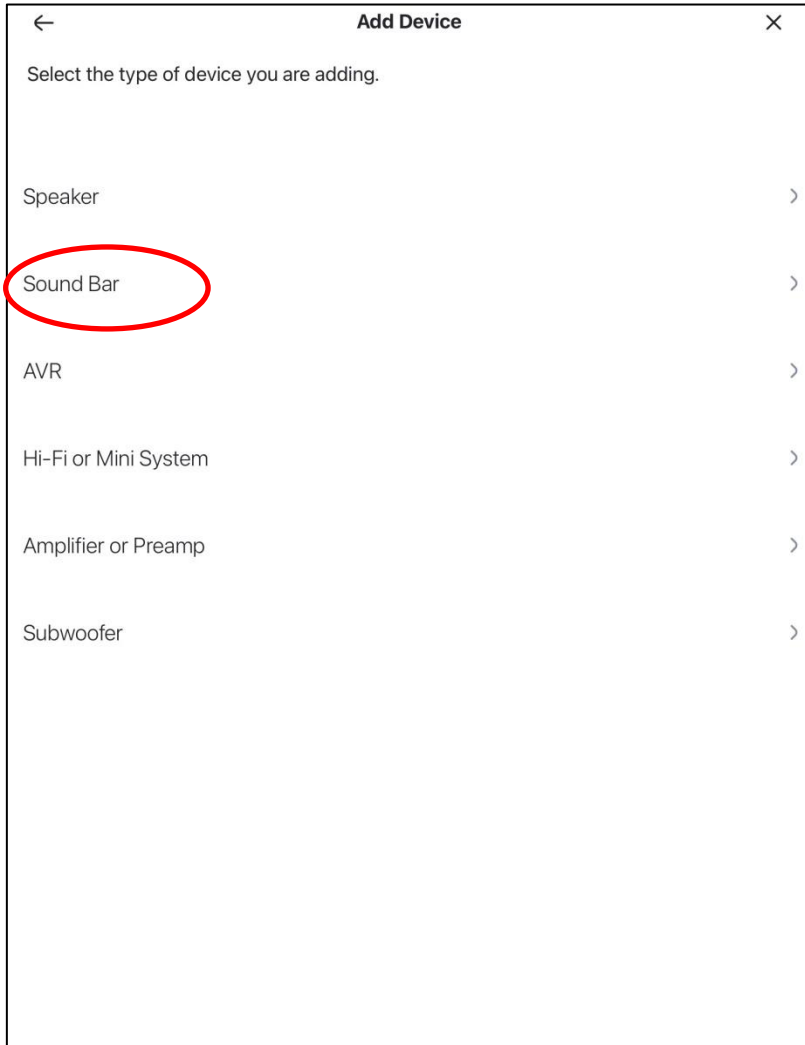 Add Device
Select the type of device you are adding.
Speaker
Sound Bar
AVR
Hi-Fi or Mini System
Amplifier or Preamp
Subwoofer